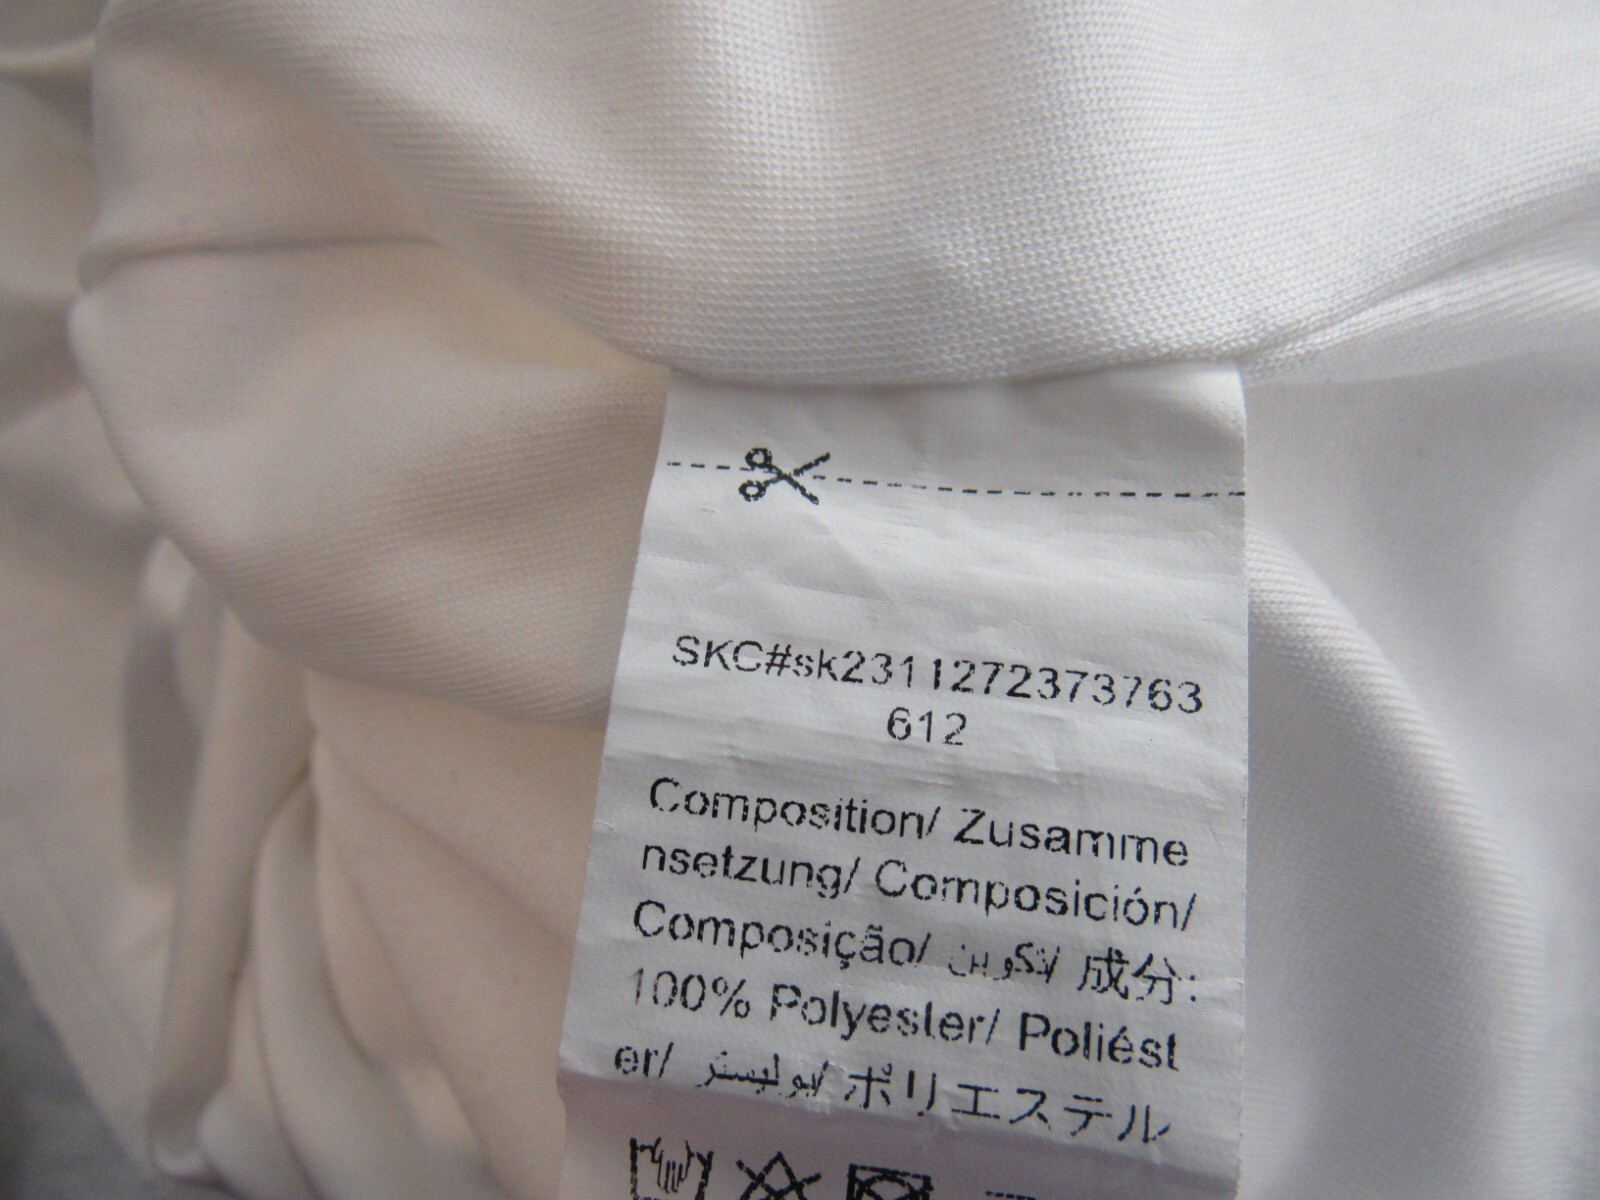 SKC#sk2311272373763
612
Composition/ Zusamme
nsetzung/ Composición/
Composição/ تكوين/ 成分:
100% Polyester/ Poliést
er/ بوليستر/ ポリエステル